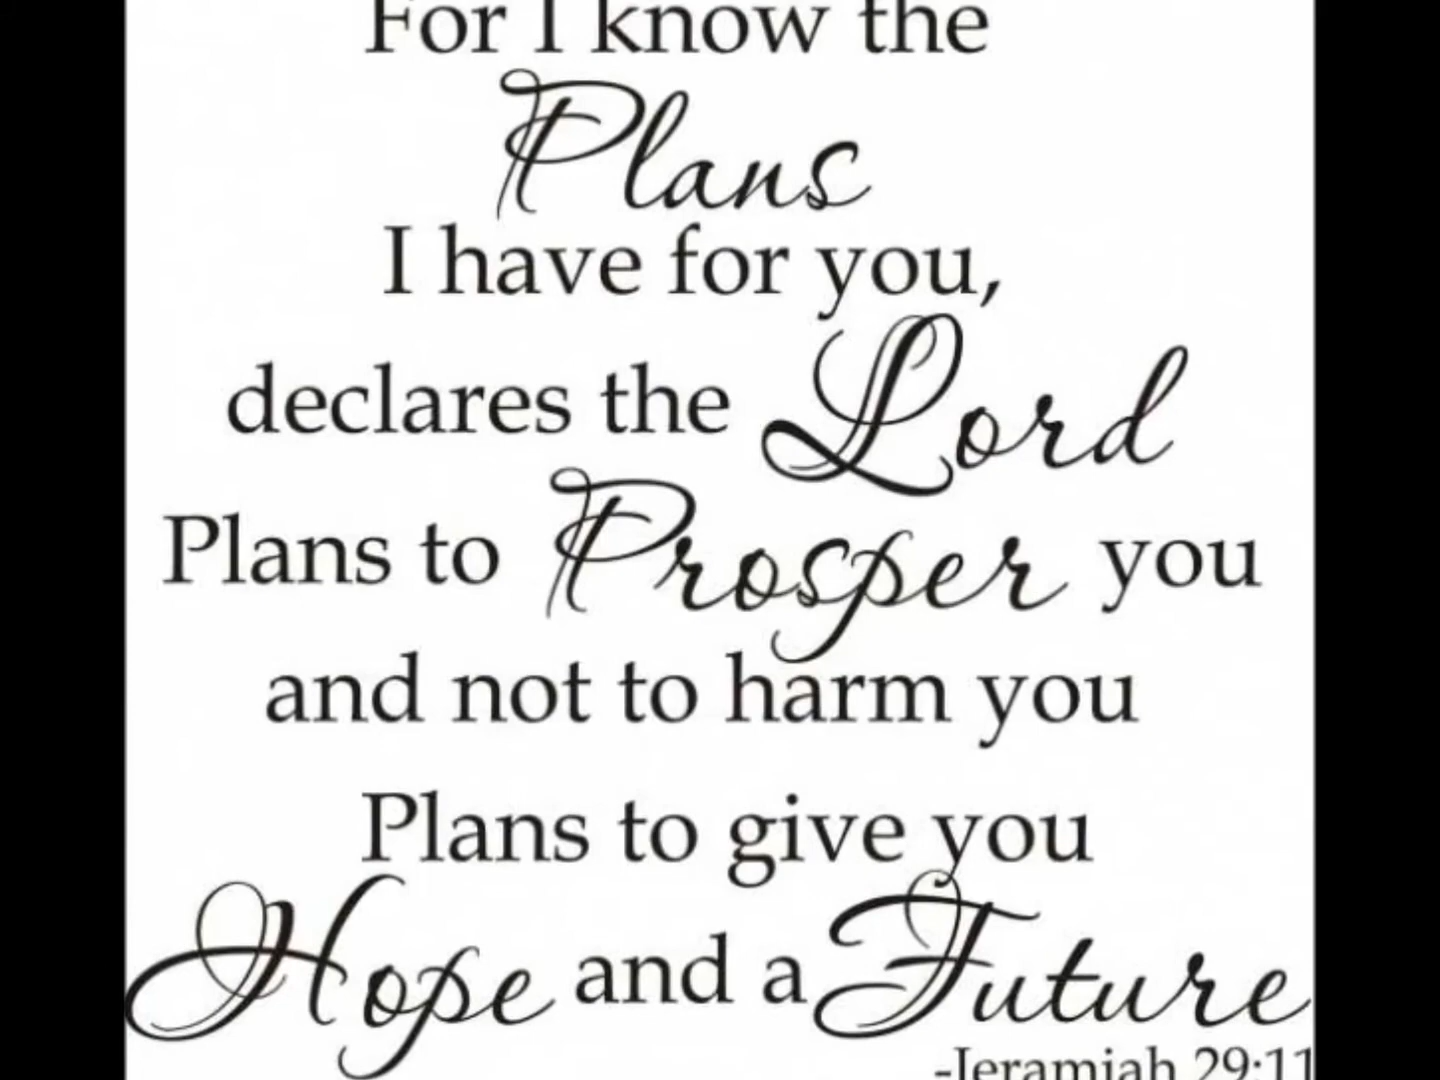 For I know the
Plans
I have for you,
declares the Lord
Plans to Prosper you
and not to harm you
Plans to give you
Hope and a Future
-Jeramiah 29:11